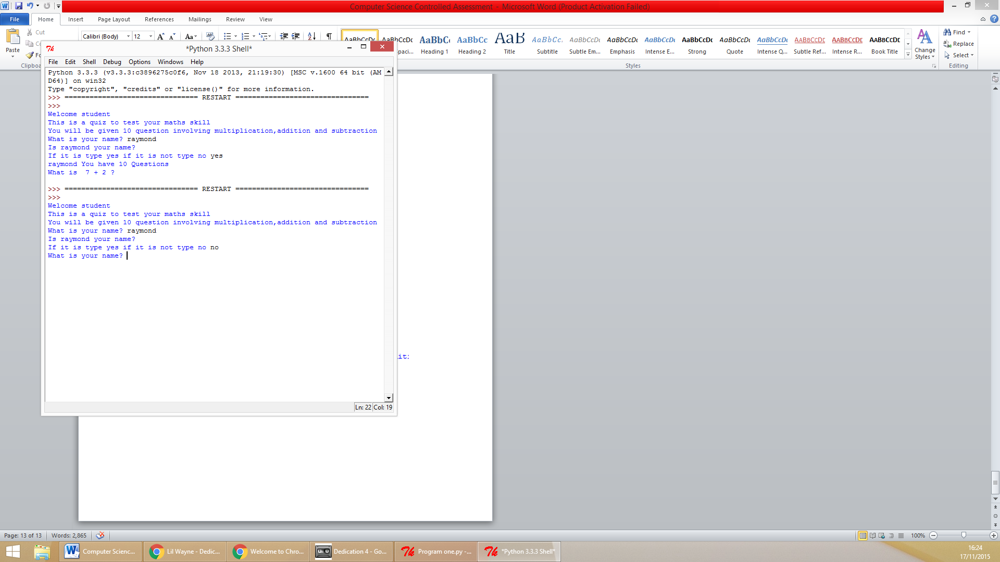 Computer Science Controlled Assessment - Microsoft Word (Product Activation Failed)
File Home Insert Page Layout References Mailings Review View
Cut
Paste
Calibri (Body) 12
Aa
AaBbCcDc AaBbCcDc AaBbC AaBbCc AaB AaBbCc. AaBbCcDc AaBbCcDc AaBbCcDc AaBbCcDc AaBbCcDc AaBbCcDc AABBCCDE AABBCCDE AABBCCDE
Heading 1 Heading 2 Title Subtitle Subtle Em... Emphasis Intense E... Strong Quote Intense Q... Subtle Ref... Intense R... Book Title
Change Styles
Find
Replace
Select
Styles
Editing
*Python 3.3.3 Shell*
File Edit Shell Debug Options Windows Help
Python 3.3.3 (v3.3.3:c3896275c0f6, Nov 18 2013, 21:19:30) [MSC v.1600 64 bit (AM
D64)] on win32
Type "copyright", "credits" or "license()" for more information.
>>> ================================ RESTART ================================
>>>
Welcome student
This is a quiz to test your maths skill
You will be given 10 question involving multiplication,addition and subtraction
What is your name? raymond
Is raymond your name?
If it is type yes if it is not type no yes
raymond You have 10 Questions
What is  7 + 2 ?
>>> ================================ RESTART ================================
>>>
Welcome student
This is a quiz to test your maths skill
You will be given 10 question involving multiplication,addition and subtraction
What is your name? raymond
Is raymond your name?
If it is type yes if it is not type no no
What is your name?
it:
Ln: 22 Col: 19
Page: 13 of 13 Words: 2,865
100%
Computer Scienc... Lil Wayne - Dedic... Welcome to Chro... Dedication 4 - Go... Program one.py -... *Python 3.3.3 Shell*
16:24
17/11/2015